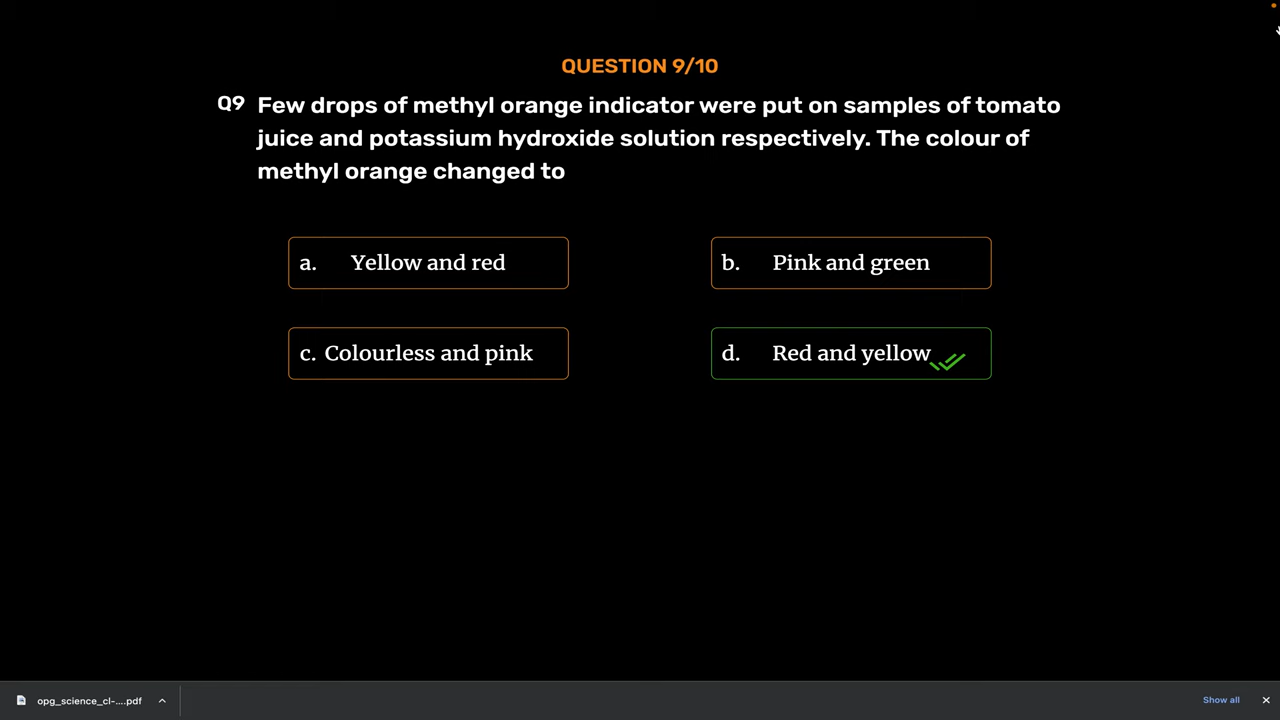 QUESTION 9/10
Q9 Few drops of methyl orange indicator were put on samples of tomato
juice and potassium hydroxide solution respectively. The colour of
methyl orange changed to
a. Yellow and red
b. Pink and green
c. Colourless and pink
d. Red and yellow
opg_science_cl-....pdf
Show all